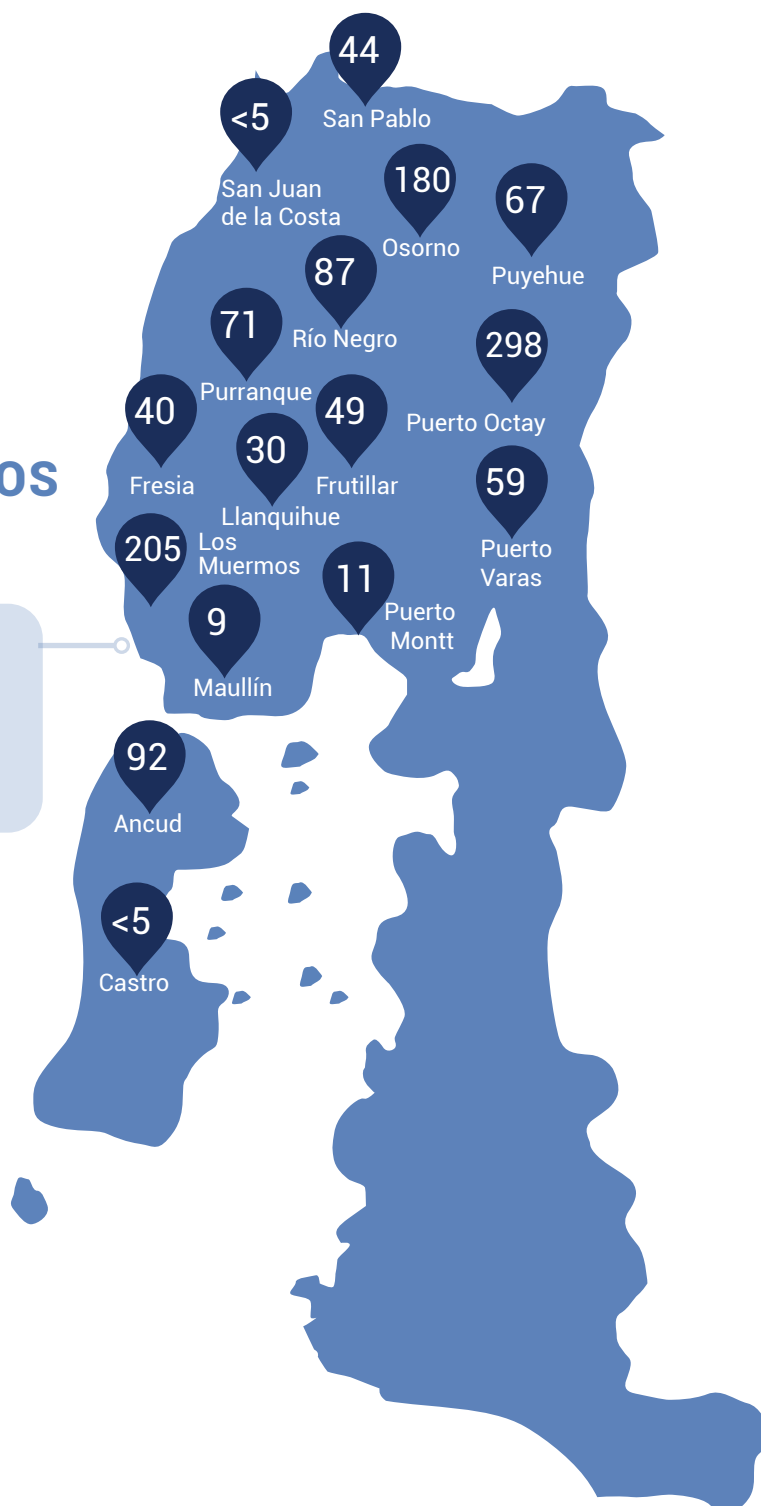 44
San Pablo
<5
San Juan
de la Costa
180
Osorno
67
Puyehue
87
Río Negro
71
Purranque
298
Puerto Octay
40
Fresia
49
Frutillar
30
Llanquihue
os
59
Puerto
Varas
205
Los
Muermos
11
Puerto
Montt
9
Maullín
92
Ancud
<5
Castro